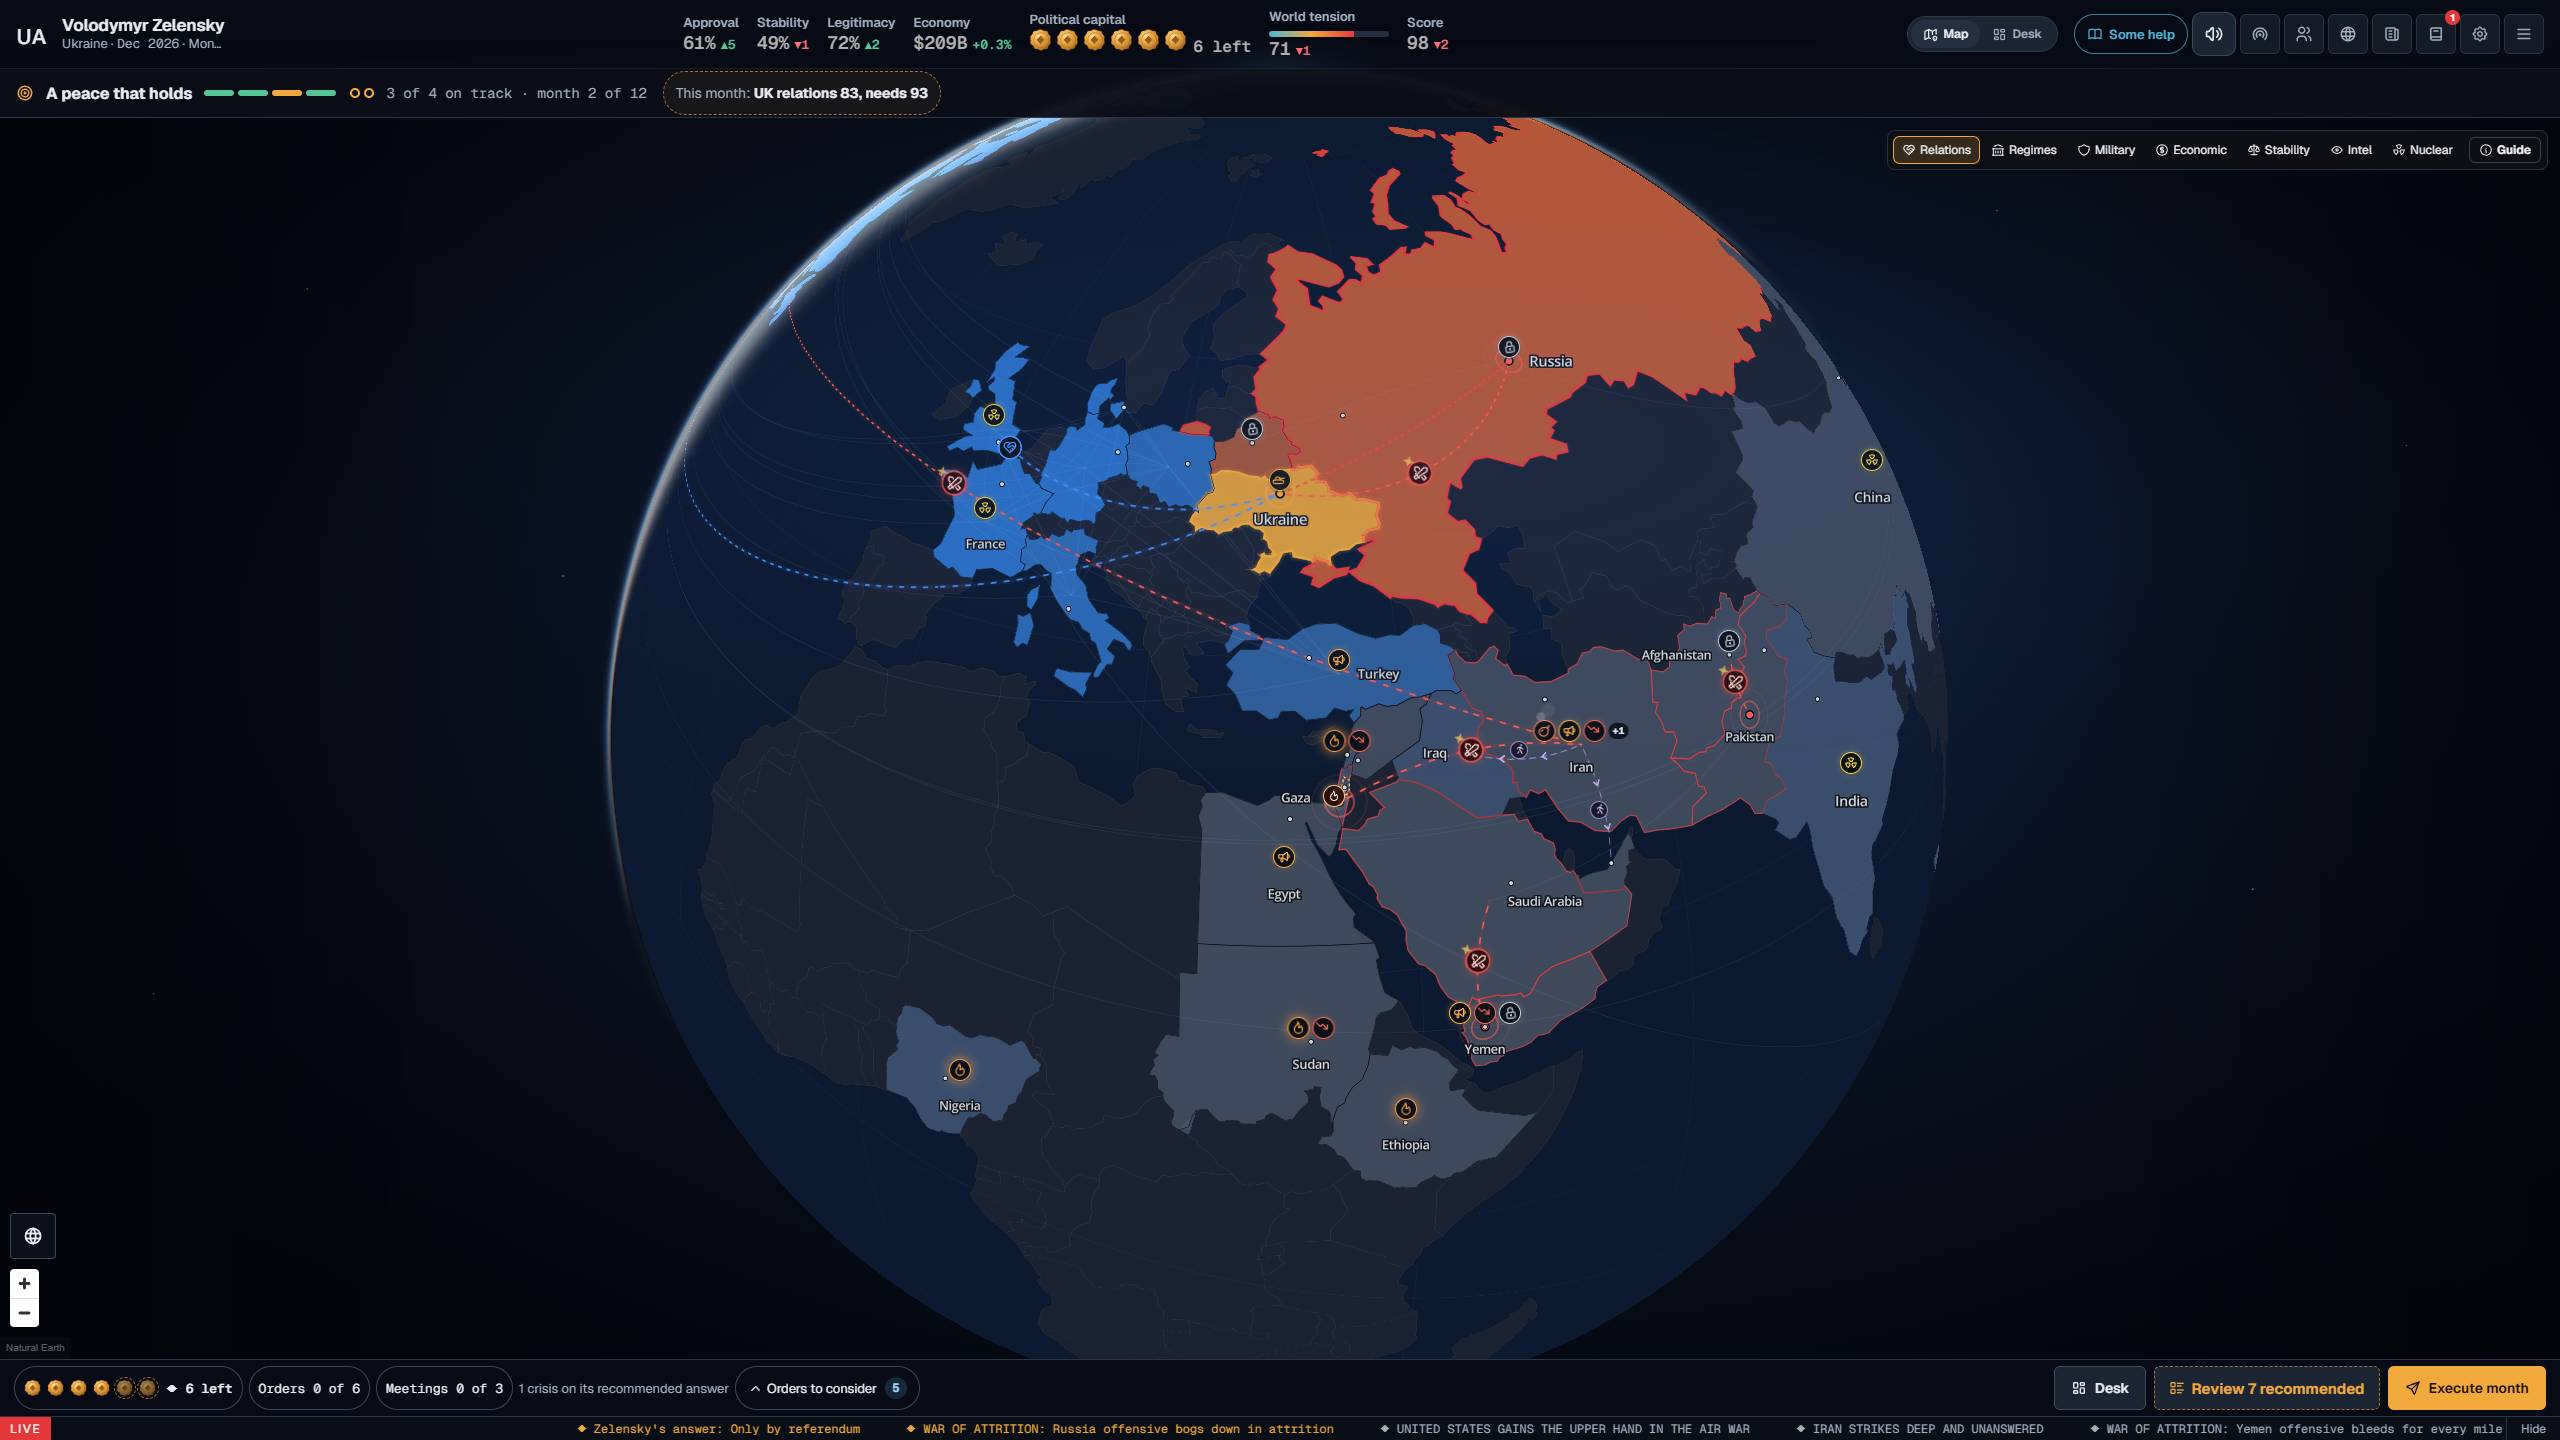 UA
Volodymyr Zelensky
Ukraine · Dec 2026 · Mon...
Approval
61% ▲5
Stability
49% ▼1
Legitimacy
72% ▲2
Economy
$209B +0.3%
Political capital
6 left
World tension
71 ▼1
Score
98 ▼2
Map
Desk
Some help
1
A peace that holds
3 of 4 on track · month 2 of 12
This month: UK relations 83, needs 93
Relations
Regimes
Military
Economic
Stability
Intel
Nuclear
Guide
Russia
China
Ukraine
France
Afghanistan
Turkey
Pakistan
+1
Iraq
Iran
Gaza
India
Egypt
Saudi Arabia
Yemen
Sudan
Nigeria
Ethiopia
+
−
Natural Earth
6 left
Orders 0 of 6
Meetings 0 of 3
1 crisis on its recommended answer
Orders to consider 5
Desk
Review 7 recommended
Execute month
LIVE
◆ Zelensky's answer: Only by referendum
◆ WAR OF ATTRITION: Russia offensive bogs down in attrition
◆ UNITED STATES GAINS THE UPPER HAND IN THE AIR WAR
◆ IRAN STRIKES DEEP AND UNANSWERED
◆ WAR OF ATTRITION: Yemen offensive bleeds for every mile
Hide